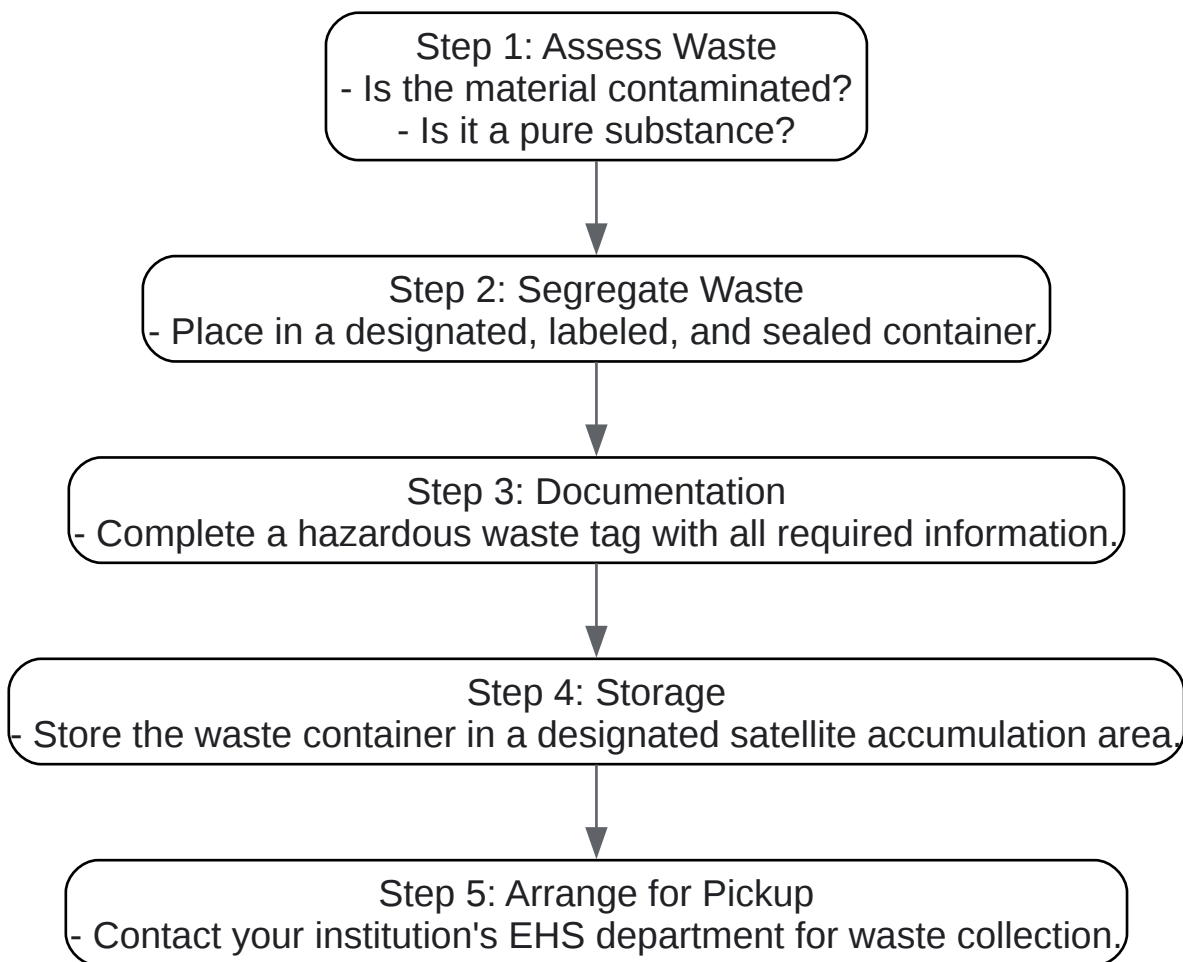 Step 1: Assess Waste
- Is the material contaminated?
- Is it a pure substance?
Step 2: Segregate Waste
- Place in a designated, labeled, and sealed container.
Step 3: Documentation
- Complete a hazardous waste tag with all required information.
Step 4: Storage
- Store the waste container in a designated satellite accumulation area.
Step 5: Arrange for Pickup
- Contact your institution's EHS department for waste collection.